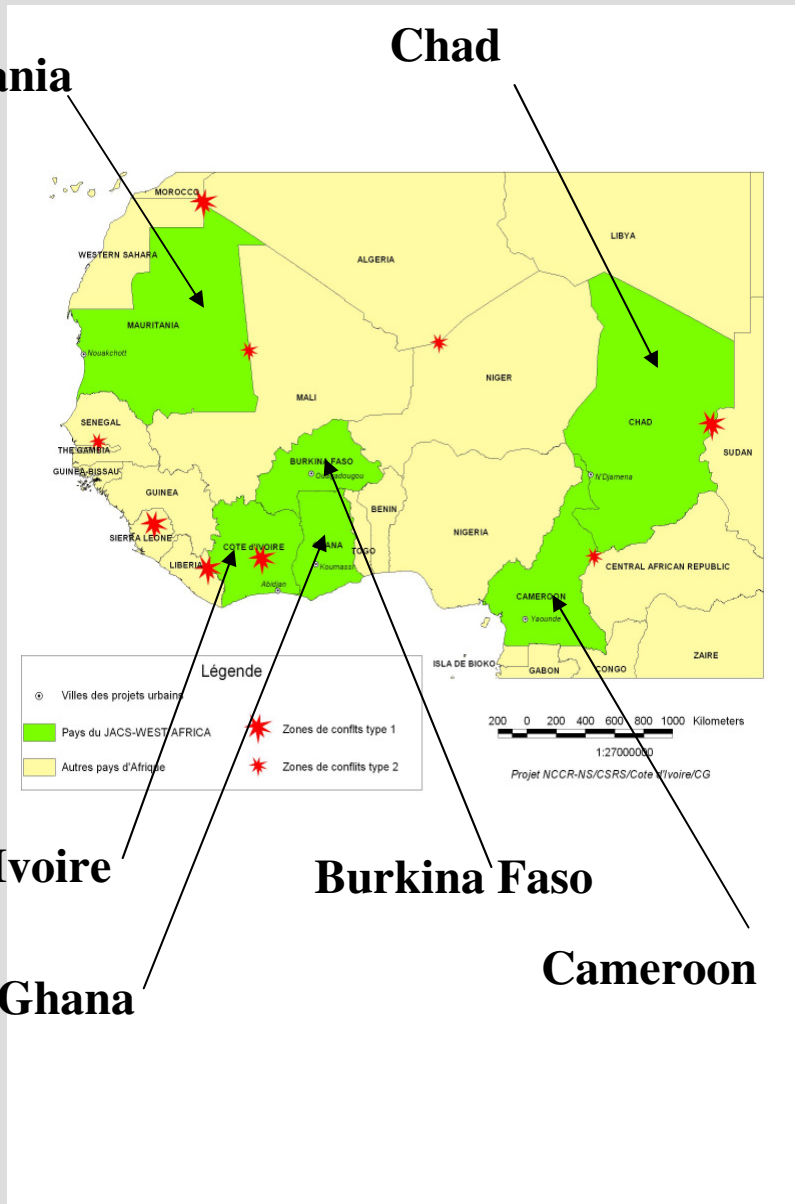 Chad
ania
MOROCCO
LIBYA
WESTERN SAHARA
ALGERIA
MAURITANIA
Nouakchott
NIGER
MALI
SENEGAL
CHAD
THE GAMBIA
SUDAN
BURKINA FASO
GUINEA-BISSAU
Ouagadougou
N'Djamena
GUINEA
BENIN
NIGERIA
SIERRA LEONE
COTE d'IVOIRE
ANA
TOGO
LIBERIA
Koumassi
CENTRAL AFRICAN REPUBLIC
Abidjan
CAMEROON
Yaounde
ISLA DE BIOKO
ZAIRE
GABON
CONGO
Légende
Villes des projets urbains
Pays du JACS-WEST AFRICA
Zones de conflits type 1
Autres pays d'Afrique
Zones de conflits type 2
200 0 200 400 600 800 1000 Kilometers
1:27000000
Projet NCCR-NS/CSRS/Cote d'Ivoire/CG
Ivoire
Burkina Faso
Cameroon
Ghana